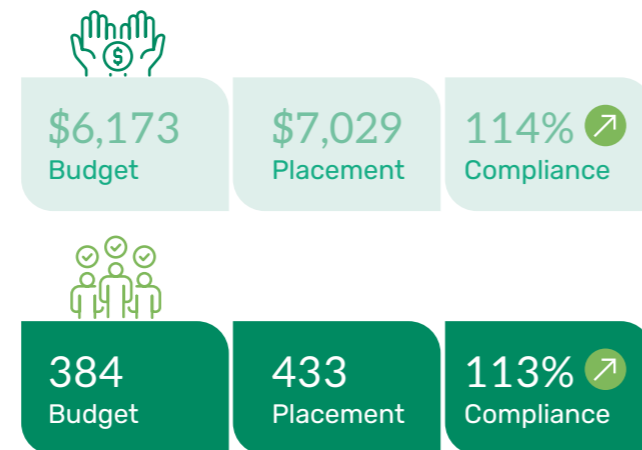 $
$6,173 $7,029 114%
Budget Placement Compliance
384 433 113%
Budget Placement Compliance